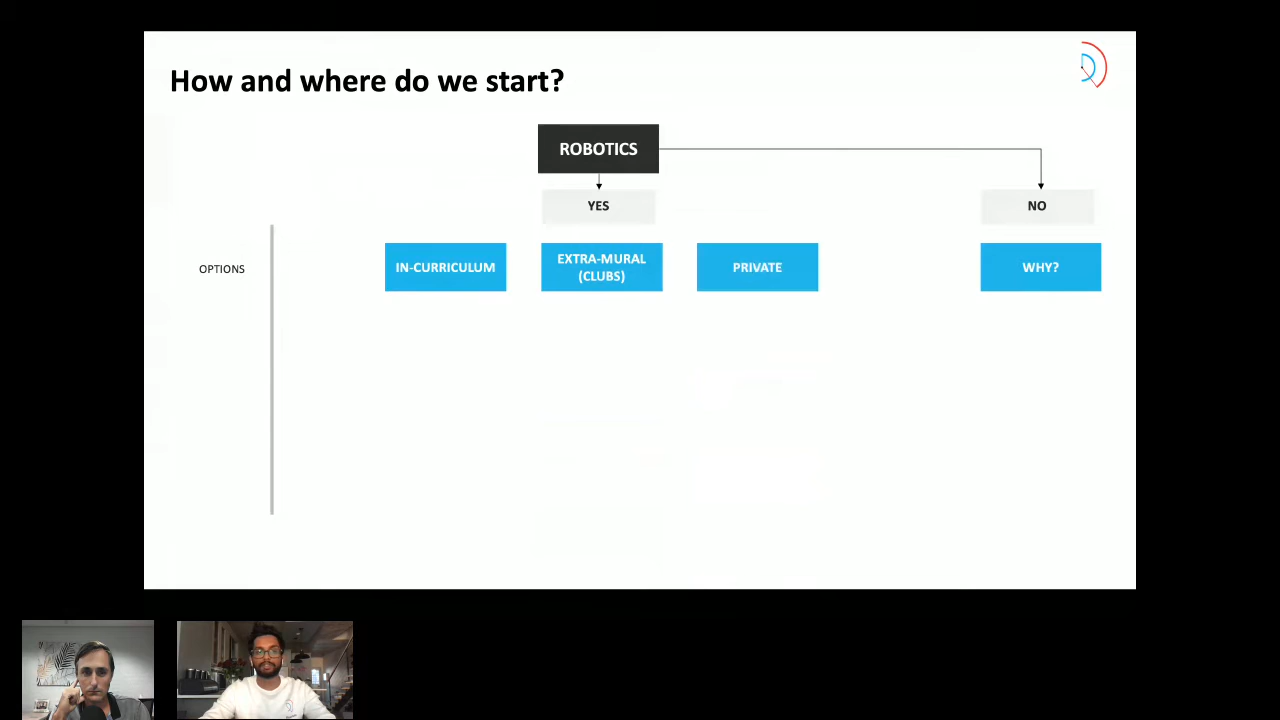 How and where do we start?
ROBOTICS
YES
NO
OPTIONS
IN-CURRICULUM
EXTRA-MURAL
(CLUBS)
PRIVATE
WHY?